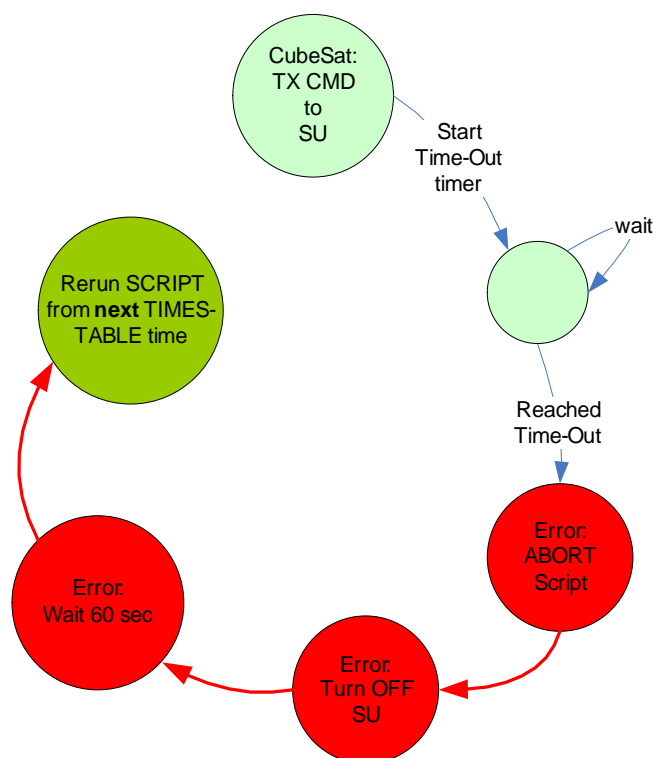 CubeSat:
TX CMD
to
SU
Start
Time-Out
timer
wait
Rerun SCRIPT
from next TIMES-
TABLE time
Reached
Time-Out
Error:
ABORT
Script
Error:
Wait 60 sec
Error:
Turn OFF
SU